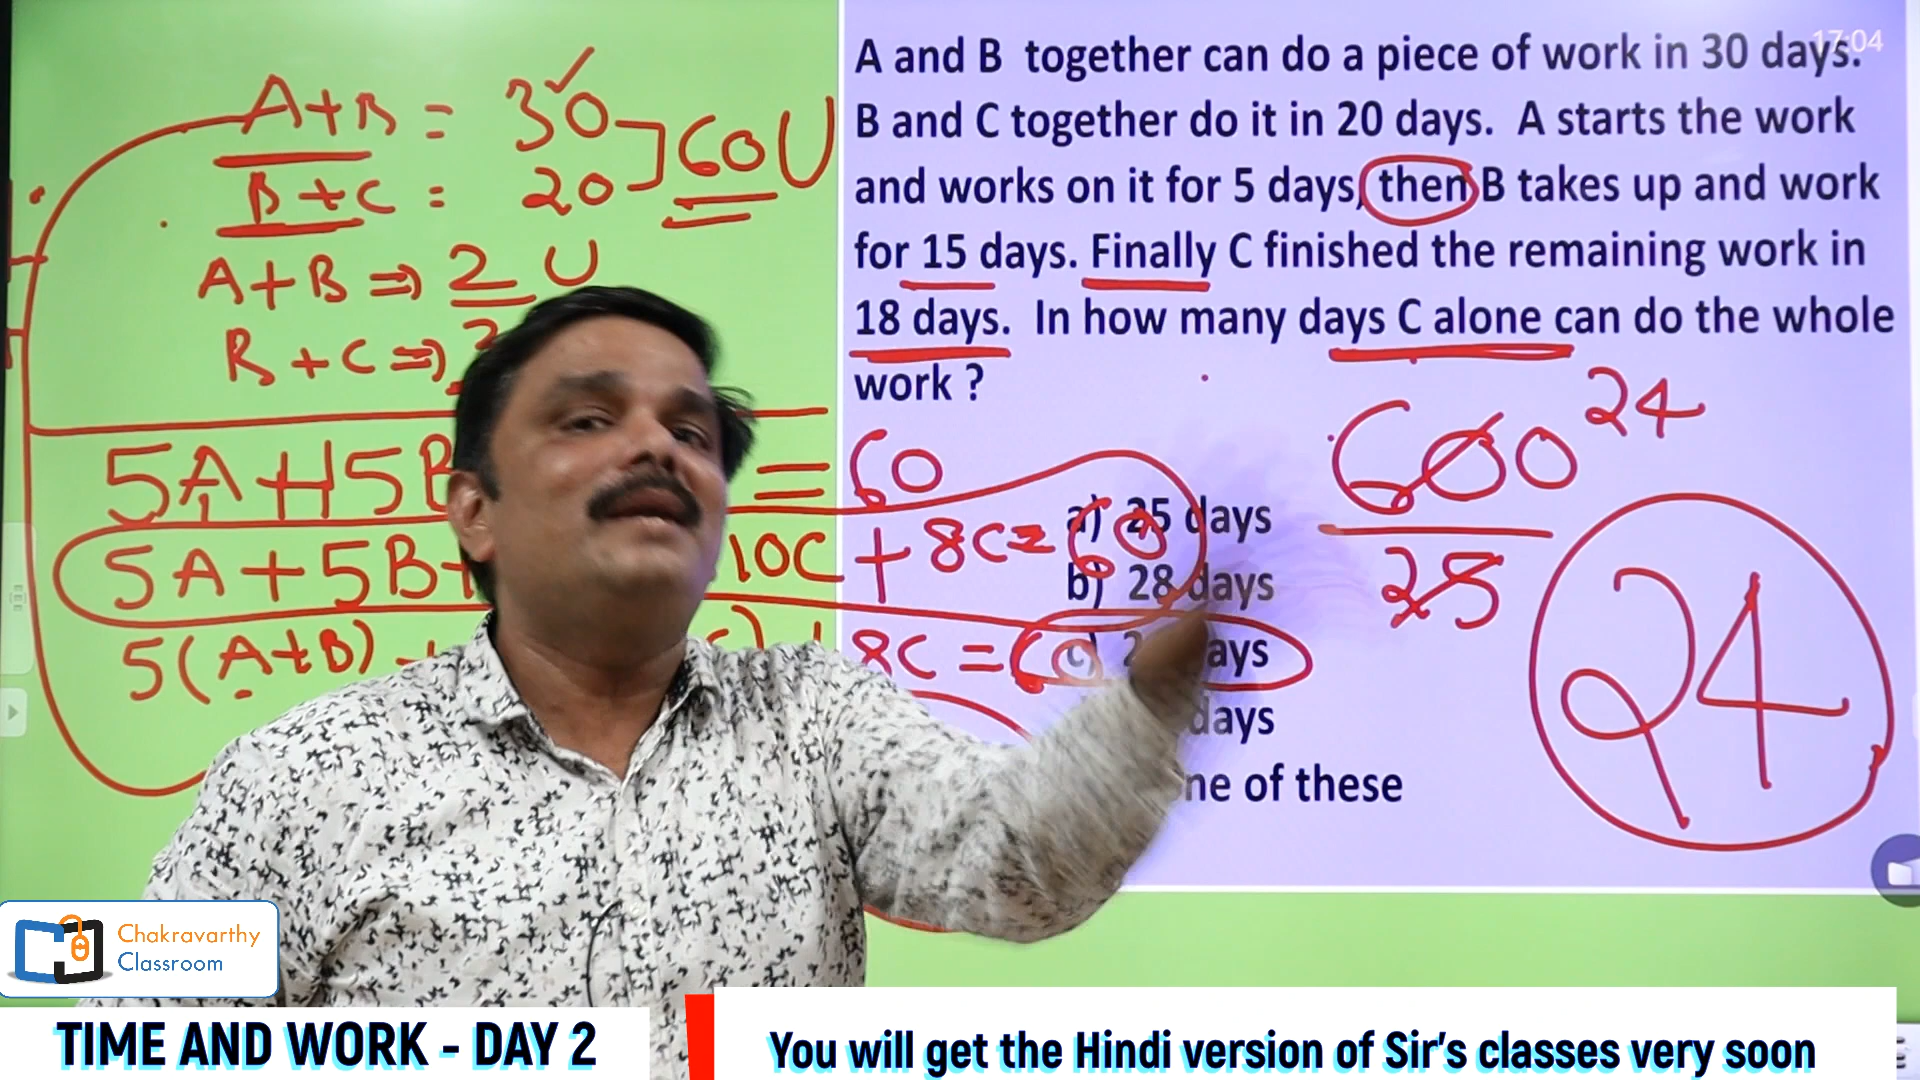 17:04
A and B together can do a piece of work in 30 days.
B and C together do it in 20 days. A starts the work
and works on it for 5 days, then B takes up and work
for 15 days. Finally C finished the remaining work in
18 days. In how many days C alone can do the whole
work ?
a) 25 days
b) 28 days
c) 2 ays
days
ne of these
A+B = 30
B+C = 20
60U
A+B ⇒ 2 U
B+C ⇒
5A+15B = 60
5A+5B+ 10C + 8C = 60
5(A+B) + 8C = 60
600 24
25
24
Chakravarthy
Classroom
TIME AND WORK - DAY 2
You will get the Hindi version of Sir's classes very soon